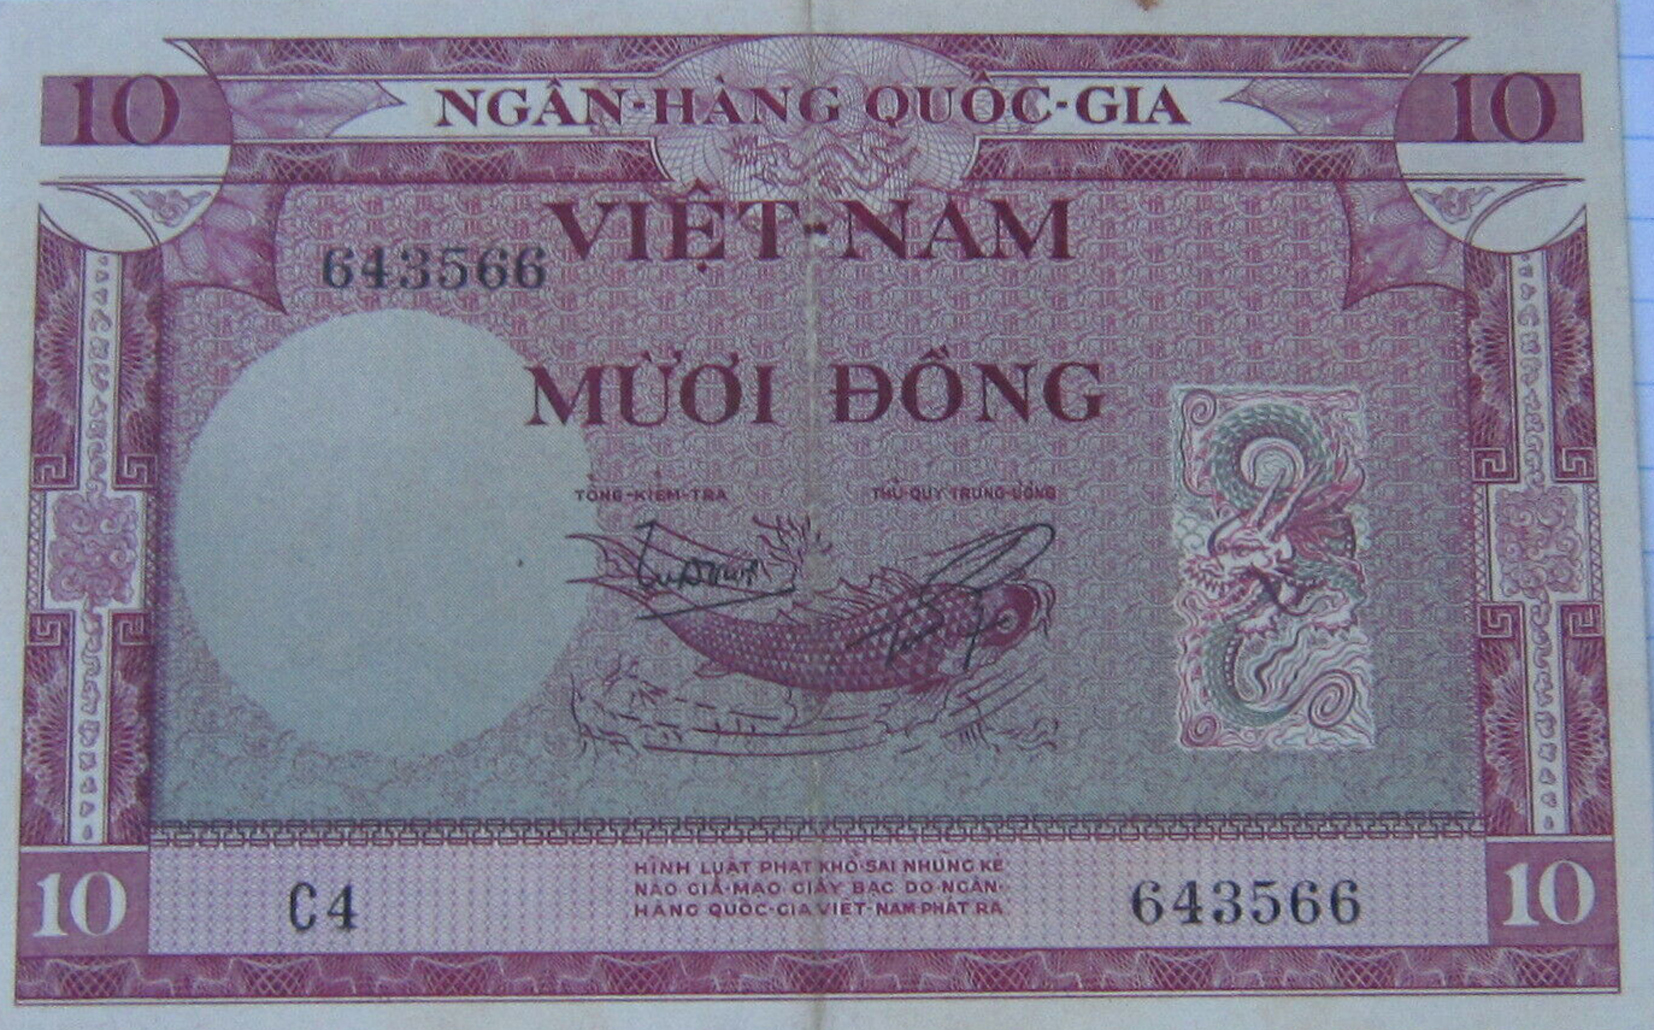 10 NGÂN-HÀNG QUỐC-GIA 10
VIỆT-NAM
643566
MƯỜI ĐỒNG
TỔNG-KIỂM-TRA THỦ-QUỸ TRUNG-ƯƠNG
HÌNH LUẬT PHẠT KHỔ-SAI NHỮNG KẺ
NÀO GIẢ-MẠO GIẤY BẠC DO NGÂN-
HÀNG QUỐC-GIA VIỆT-NAM PHÁT RA
10 C4 643566 10